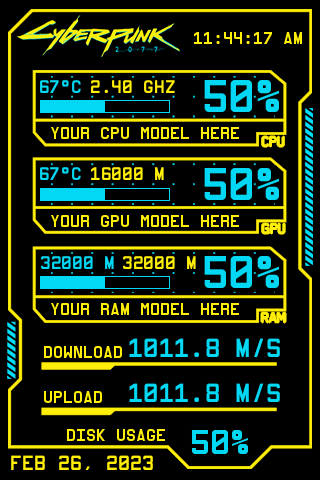 Cyberpunk
2077
11:44:17 AM
67°C 2.40 GHZ
50%
YOUR CPU MODEL HERE
CPU
67°C 16000 M
50%
YOUR GPU MODEL HERE
GPU
32000 M 32000 M
50%
YOUR RAM MODEL HERE
RAM
DOWNLOAD 1011.8 M/S
UPLOAD 1011.8 M/S
DISK USAGE 50%
FEB 26, 2023